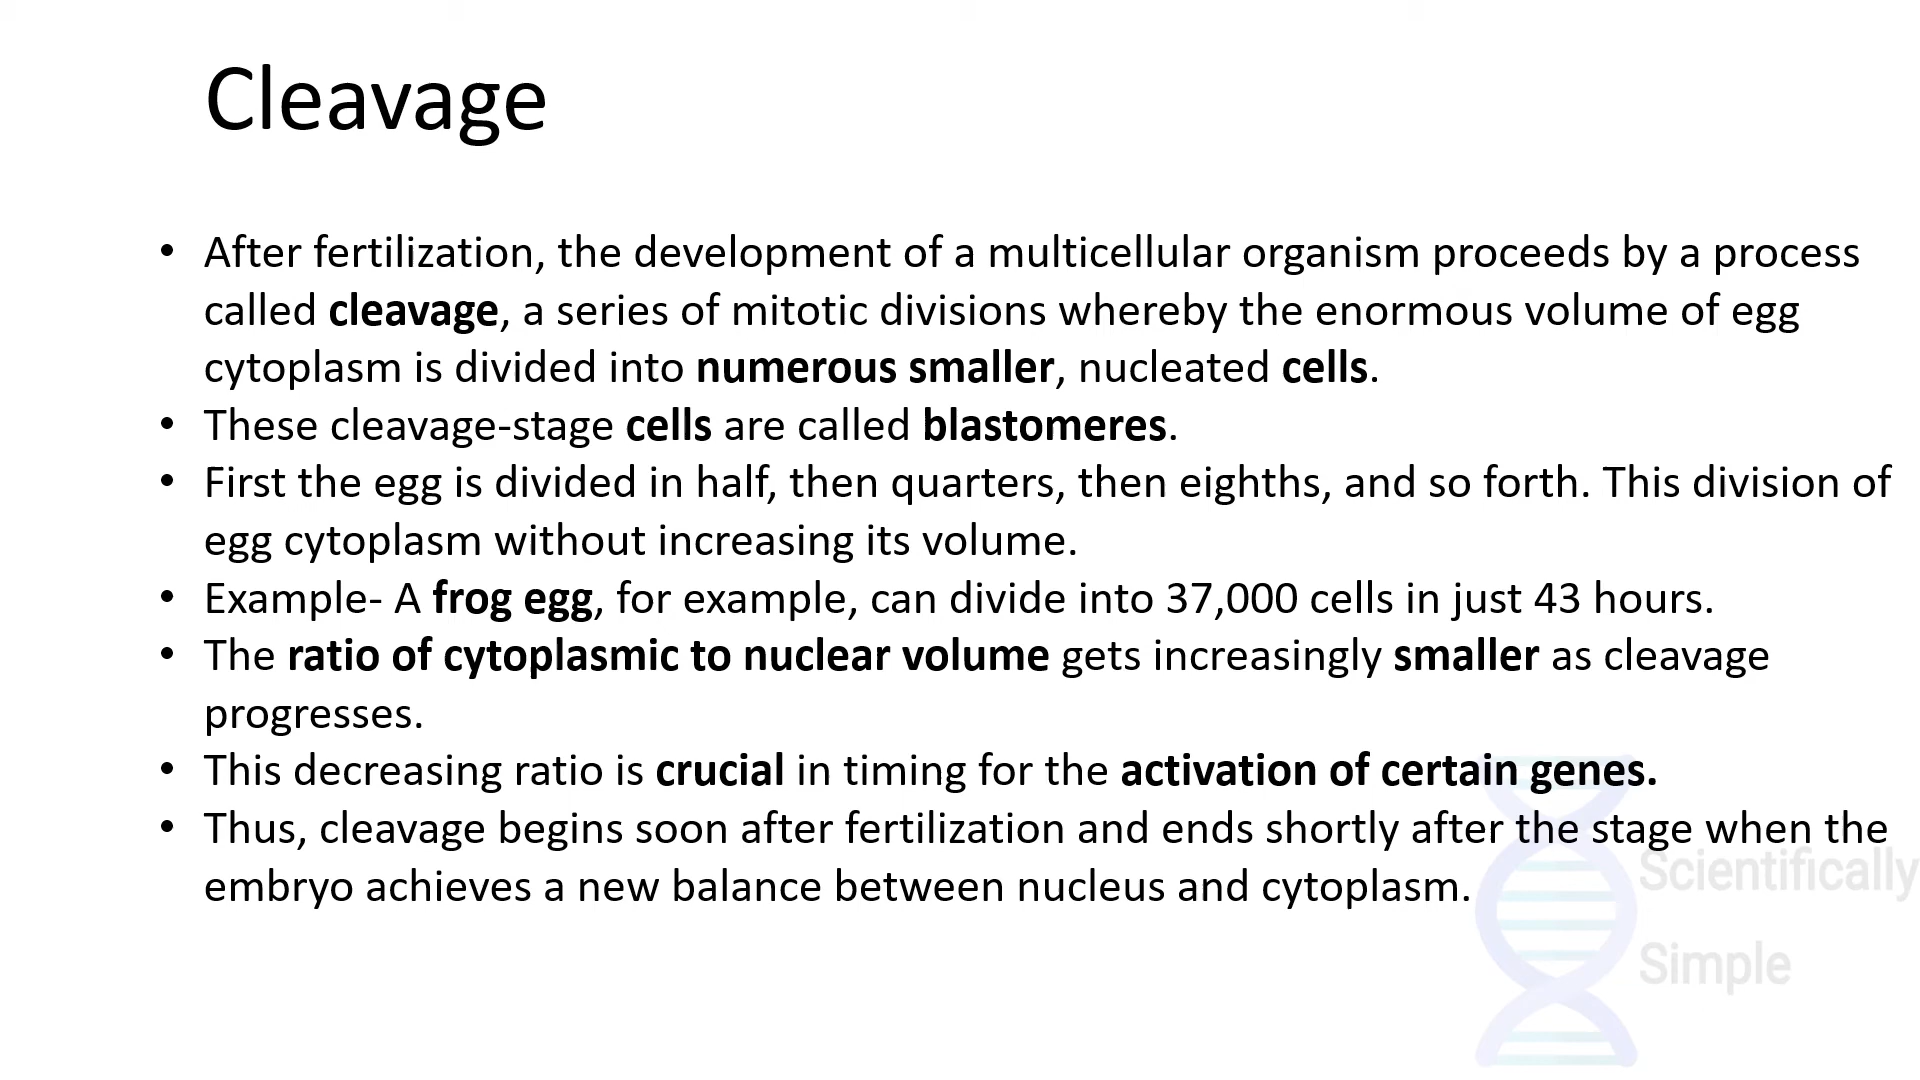 Cleavage
• After fertilization, the development of a multicellular organism proceeds by a process
called cleavage, a series of mitotic divisions whereby the enormous volume of egg
cytoplasm is divided into numerous smaller, nucleated cells.
• These cleavage-stage cells are called blastomeres.
• First the egg is divided in half, then quarters, then eighths, and so forth. This division of
egg cytoplasm without increasing its volume.
• Example- A frog egg, for example, can divide into 37,000 cells in just 43 hours.
• The ratio of cytoplasmic to nuclear volume gets increasingly smaller as cleavage
progresses.
• This decreasing ratio is crucial in timing for the activation of certain genes.
• Thus, cleavage begins soon after fertilization and ends shortly after the stage when the
embryo achieves a new balance between nucleus and cytoplasm.
Scientifically
Simple